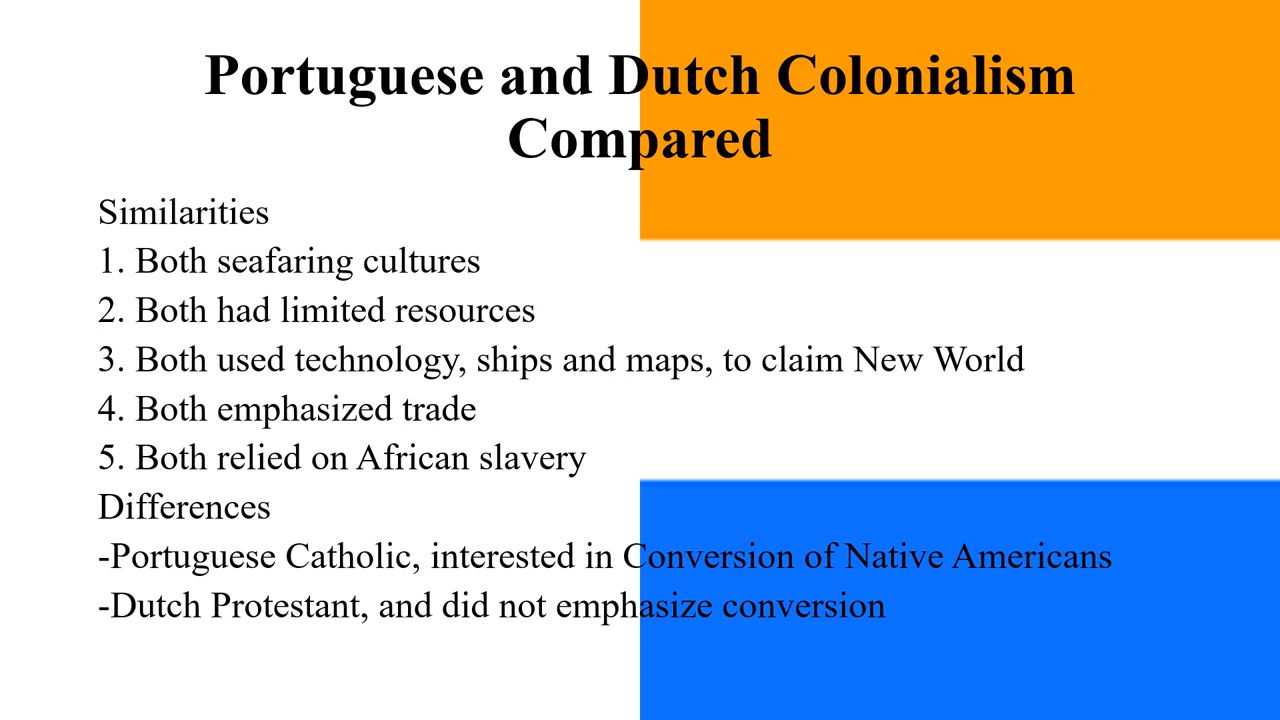 Portuguese and Dutch Colonialism
Compared
Similarities
1. Both seafaring cultures
2. Both had limited resources
3. Both used technology, ships and maps, to claim New World
4. Both emphasized trade
5. Both relied on African slavery
Differences
-Portuguese Catholic, interested in Conversion of Native Americans
-Dutch Protestant, and did not emphasize conversion